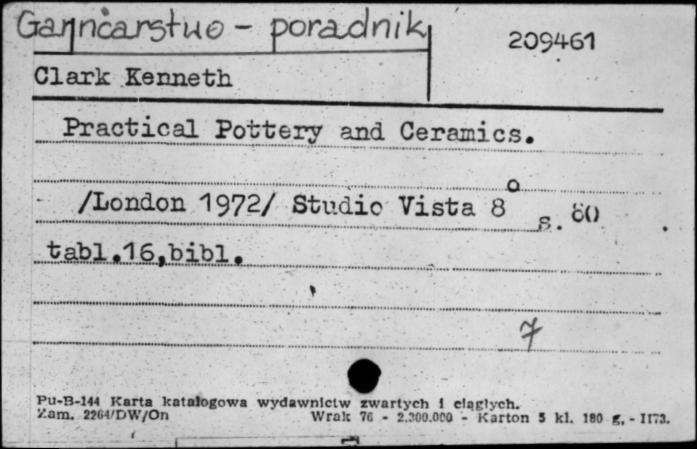 Garnncarstwo - poradnik
209461
Clark Kenneth
Practical Pottery and Ceramics.
/London 1972/ Studio Vista 8° s. 80.
tabl.16,bibl.
7
Pu-B-144 Karta katalogowa wydawnictw zwartych i ciągłych.
Zam. 2264/DW/On Wrak 76 - 2.300.000 - Karton 5 kl. 180 g. - II73.